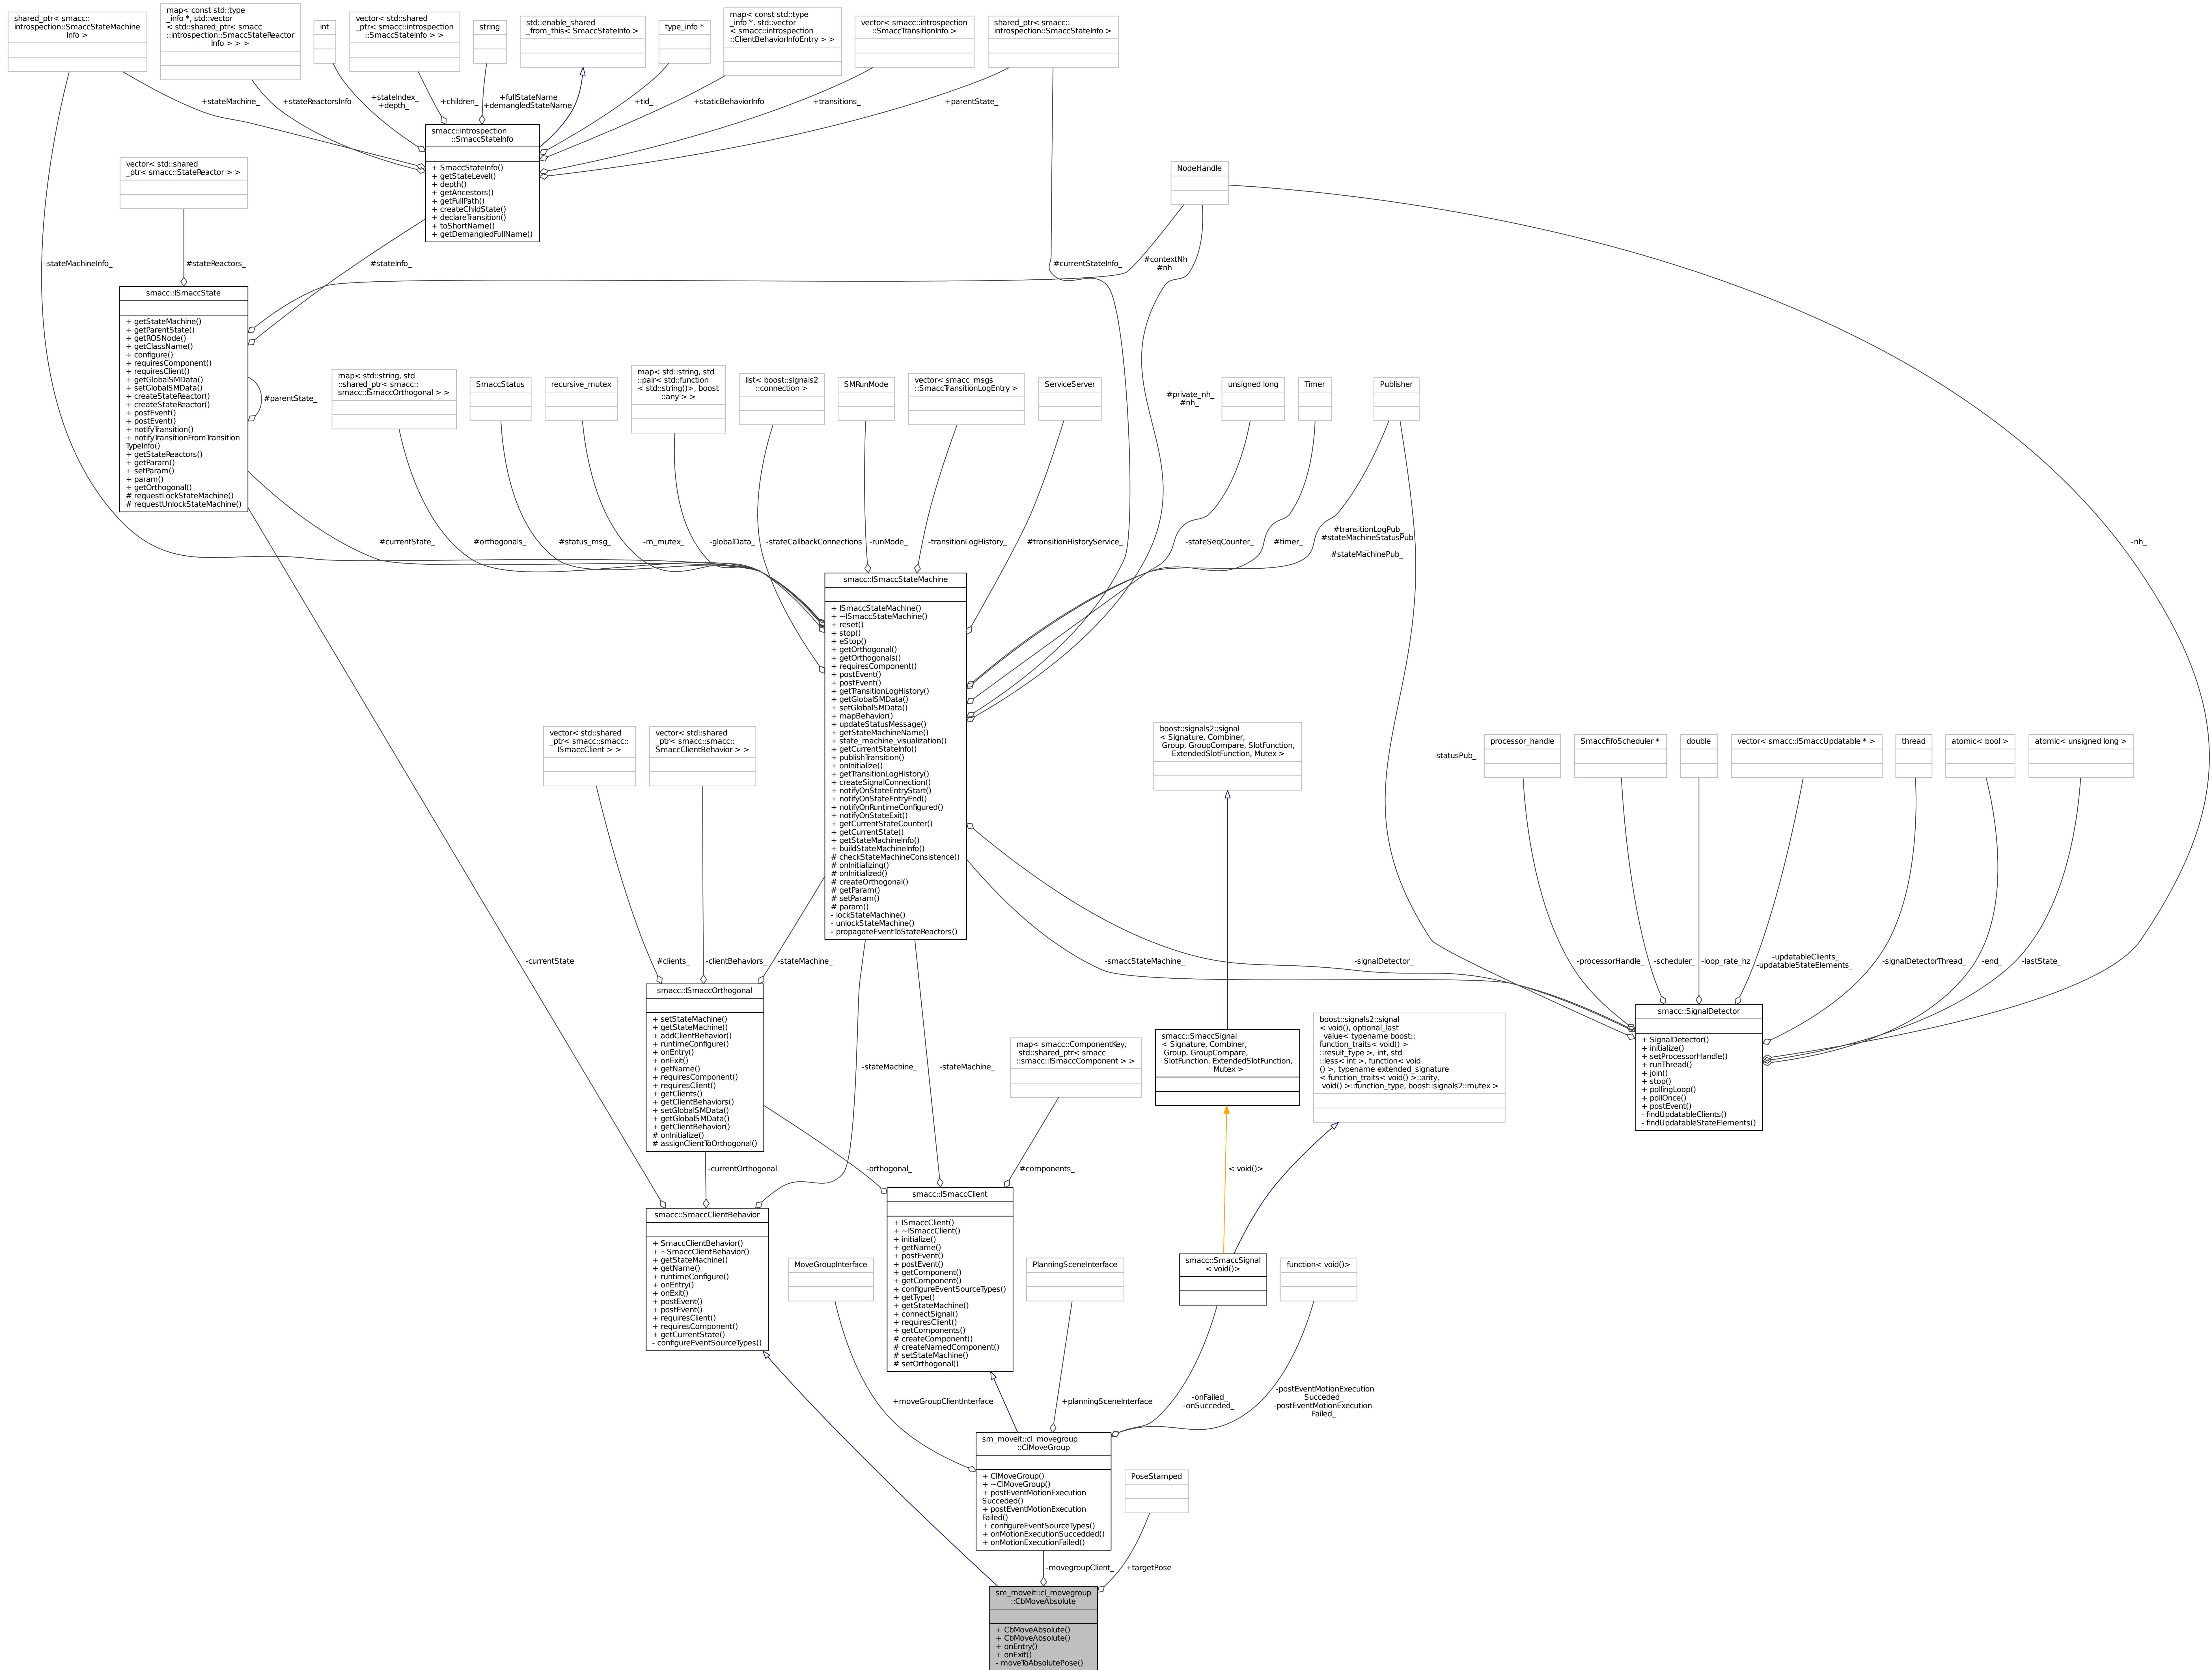 shared_ptr< smacc::
introspection::SmaccStateMachine
Info >
map< const std::type
_info *, std::vector
< std::shared_ptr< smacc
::introspection::SmaccStateReactor
Info > > >
int
vector< std::shared
_ptr< smacc::introspection
::SmaccStateInfo > >
string
std::enable_shared
_from_this< SmaccStateInfo >
type_info *
map< const std::type
_info *, std::vector
< smacc::introspection
::ClientBehaviorInfoEntry > >
vector< smacc::introspection
::SmaccTransitionInfo >
shared_ptr< smacc::
introspection::SmaccStateInfo >
+stateMachine_
+stateReactorsInfo
+stateIndex_
+depth_
+children_
+fullStateName
+demangledStateName
+tid_
+staticBehaviorInfo
+transitions_
+parentState_
smacc::introspection
::SmaccStateInfo
+ SmaccStateInfo()
+ getStateLevel()
+ depth()
+ getAncestors()
+ getFullPath()
+ createChildState()
+ declareTransition()
+ toShortName()
+ getDemangledFullName()
vector< std::shared
_ptr< smacc::StateReactor > >
NodeHandle
-stateMachineInfo_
#stateReactors_
#stateInfo_
#currentStateInfo_
#contextNh
#nh
smacc::ISmaccState
+ getStateMachine()
+ getParentState()
+ getROSNode()
+ getClassName()
+ configure()
+ requiresComponent()
+ requiresClient()
+ getGlobalSMData()
+ setGlobalSMData()
+ createStateReactor()
+ createStateReactor()
+ postEvent()
+ postEvent()
+ notifyTransition()
+ notifyTransitionFromTransition
TypeInfo()
+ getStateReactors()
+ getParam()
+ setParam()
+ param()
+ getOrthogonal()
# requestLockStateMachine()
# requestUnlockStateMachine()
#parentState_
map< std::string, std
::shared_ptr< smacc::
smacc::ISmaccOrthogonal > >
SmaccStatus
recursive_mutex
map< std::string, std
::pair< std::function
< std::string()>, boost
::any > >
list< boost::signals2
::connection >
SMRunMode
vector< smacc_msgs
::SmaccTransitionLogEntry >
ServiceServer
#private_nh_
#nh_
unsigned long
Timer
Publisher
#currentState_
#orthogonals_
#status_msg_
-m_mutex_
-globalData_
-stateCallbackConnections
-runMode_
-transitionLogHistory_
#transitionHistoryService_
-stateSeqCounter_
#timer_
#transitionLogPub_
#stateMachineStatusPub
_
#stateMachinePub_
-nh_
smacc::ISmaccStateMachine
+ ISmaccStateMachine()
+ ~ISmaccStateMachine()
+ reset()
+ stop()
+ eStop()
+ getOrthogonal()
+ getOrthogonals()
+ requiresComponent()
+ postEvent()
+ postEvent()
+ getTransitionLogHistory()
+ getGlobalSMData()
+ setGlobalSMData()
+ mapBehavior()
+ updateStatusMessage()
+ getStateMachineName()
+ state_machine_visualization()
+ getCurrentStateInfo()
+ publishTransition()
+ onInitialize()
+ getTransitionLogHistory()
+ createSignalConnection()
+ notifyOnStateEntryStart()
+ notifyOnStateEntryEnd()
+ notifyOnRuntimeConfigured()
+ notifyOnStateExit()
+ getCurrentStateCounter()
+ getCurrentState()
+ getStateMachineInfo()
+ buildStateMachineInfo()
# checkStateMachineConsistence()
# onInitializing()
# onInitialized()
# createOrthogonal()
# getParam()
# setParam()
# param()
- lockStateMachine()
- unlockStateMachine()
- propagateEventToStateReactors()
vector< std::shared
_ptr< smacc::smacc::
ISmaccClient > >
vector< std::shared
_ptr< smacc::smacc::
SmaccClientBehavior > >
boost::signals2::signal
< Signature, Combiner,
Group, GroupCompare, SlotFunction,
ExtendedSlotFunction, Mutex >
-statusPub_
processor_handle
SmaccFifoScheduler *
double
vector< smacc::ISmaccUpdatable * >
thread
atomic< bool >
atomic< unsigned long >
-currentState
#clients_
-clientBehaviors_
-stateMachine_
-smaccStateMachine_
-signalDetector_
-processorHandle_
-scheduler_
-loop_rate_hz
-updatableClients_
-updatableStateElements_
-signalDetectorThread_
-end_
-lastState_
smacc::ISmaccOrthogonal
+ setStateMachine()
+ getStateMachine()
+ addClientBehavior()
+ runtimeConfigure()
+ onEntry()
+ onExit()
+ getName()
+ requiresComponent()
+ requiresClient()
+ getClients()
+ getClientBehaviors()
+ setGlobalSMData()
+ getGlobalSMData()
+ getClientBehavior()
# onInitialize()
# assignClientToOrthogonal()
-stateMachine_
-stateMachine_
map< smacc::ComponentKey,
std::shared_ptr< smacc
::smacc::ISmaccComponent > >
smacc::SmaccSignal
< Signature, Combiner,
Group, GroupCompare,
SlotFunction, ExtendedSlotFunction,
Mutex >
boost::signals2::signal
< void(), optional_last
_value< typename boost::
function_traits< void() >
::result_type >, int, std
::less< int >, function< void
() >, typename extended_signature
< function_traits< void() >::arity,
void() >::function_type, boost::signals2::mutex >
smacc::SignalDetector
+ SignalDetector()
+ initialize()
+ setProcessorHandle()
+ runThread()
+ join()
+ stop()
+ pollingLoop()
+ pollOnce()
+ postEvent()
- findUpdatableClients()
- findUpdatableStateElements()
-currentOrthogonal
-orthogonal_
#components_
< void()>
smacc::SmaccClientBehavior
+ SmaccClientBehavior()
+ ~SmaccClientBehavior()
+ getStateMachine()
+ getName()
+ runtimeConfigure()
+ onEntry()
+ onExit()
+ postEvent()
+ postEvent()
+ requiresClient()
+ requiresComponent()
+ getCurrentState()
- configureEventSourceTypes()
smacc::ISmaccClient
+ ISmaccClient()
+ ~ISmaccClient()
+ initialize()
+ getName()
+ postEvent()
+ postEvent()
+ getComponent()
+ getComponent()
+ configureEventSourceTypes()
+ getType()
+ getStateMachine()
+ connectSignal()
+ requiresClient()
+ getComponents()
# createComponent()
# createNamedComponent()
# setStateMachine()
# setOrthogonal()
MoveGroupInterface
PlanningSceneInterface
smacc::SmaccSignal
< void()>
function< void()>
+moveGroupClientInterface
+planningSceneInterface
-onFailed_
-onSucceded_
-postEventMotionExecution
Succeded_
-postEventMotionExecution
Failed_
sm_moveit::cl_movegroup
::ClMoveGroup
+ ClMoveGroup()
+ ~ClMoveGroup()
+ postEventMotionExecution
Succeded()
+ postEventMotionExecution
Failed()
+ configureEventSourceTypes()
+ onMotionExecutionSuccedded()
+ onMotionExecutionFailed()
PoseStamped
-movegroupClient_
+targetPose
sm_moveit::cl_movegroup
::CbMoveAbsolute
+ CbMoveAbsolute()
+ CbMoveAbsolute()
+ onEntry()
+ onExit()
- moveToAbsolutePose()